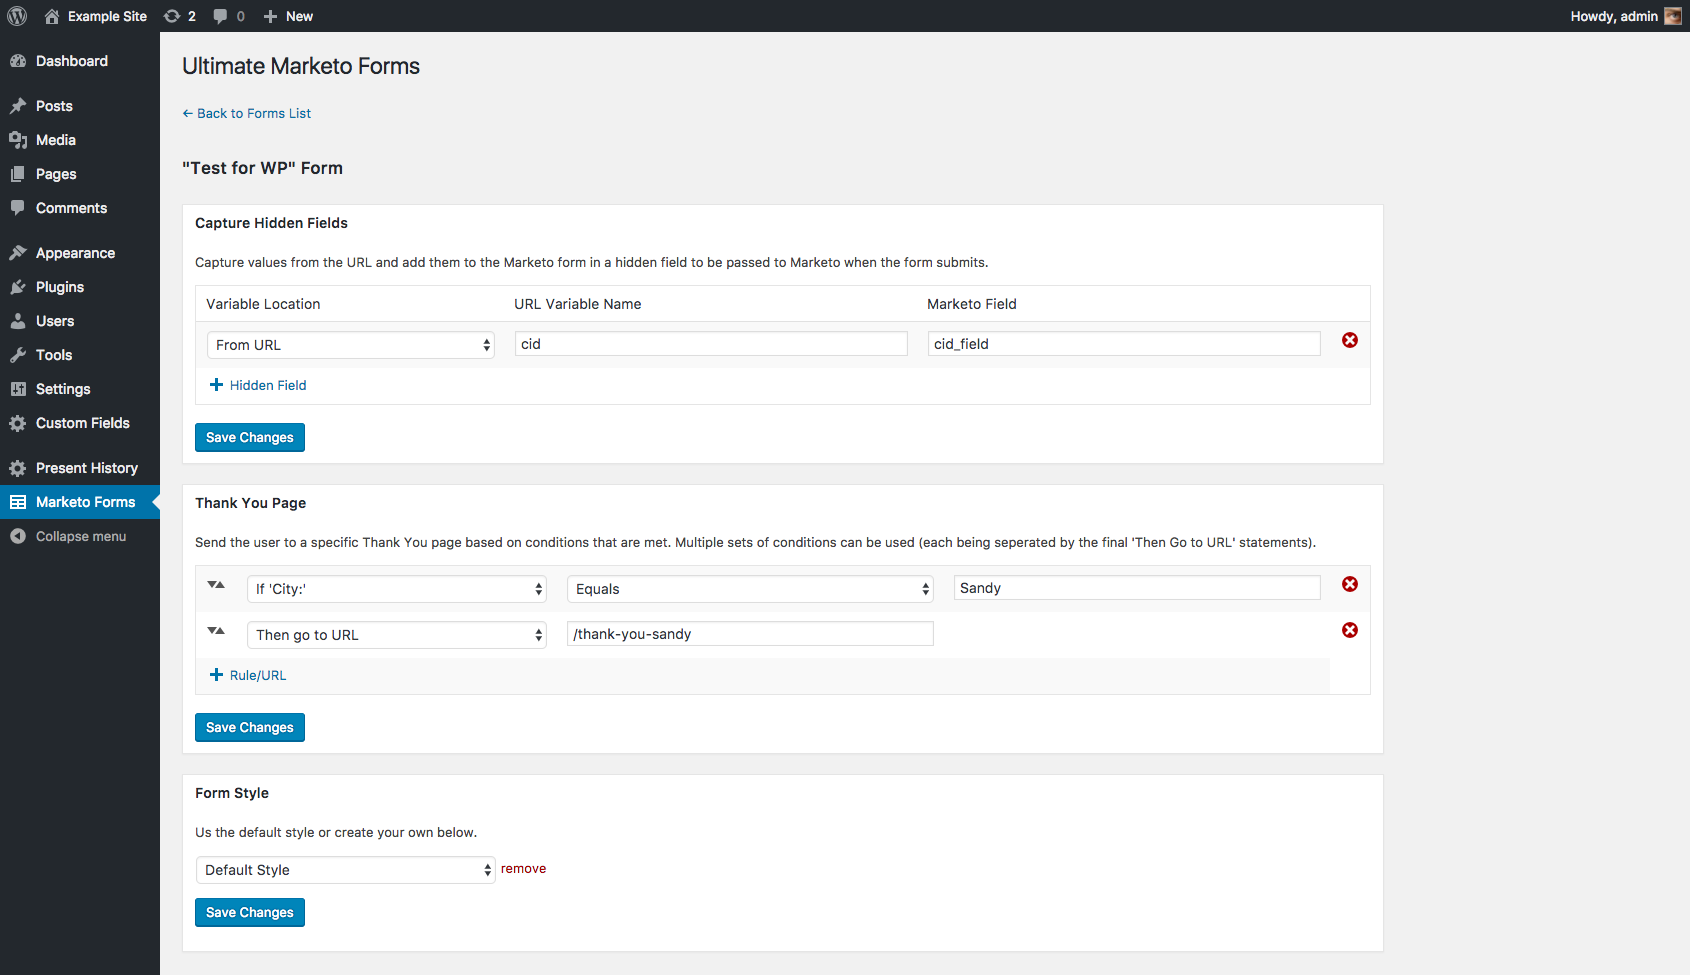 Example Site 2 0 + New Howdy, admin
Dashboard
Posts
Media
Pages
Comments
Appearance
Plugins
Users
Tools
Settings
Custom Fields
Present History
Marketo Forms
Collapse menu
Ultimate Marketo Forms
← Back to Forms List
"Test for WP" Form
Capture Hidden Fields
Capture values from the URL and add them to the Marketo form in a hidden field to be passed to Marketo when the form submits.
Variable Location URL Variable Name Marketo Field
From URL cid cid_field
+ Hidden Field
Save Changes
Thank You Page
Send the user to a specific Thank You page based on conditions that are met. Multiple sets of conditions can be used (each being seperated by the final 'Then Go to URL' statements).
If 'City:' Equals Sandy
Then go to URL /thank-you-sandy
+ Rule/URL
Save Changes
Form Style
Us the default style or create your own below.
Default Style remove
Save Changes